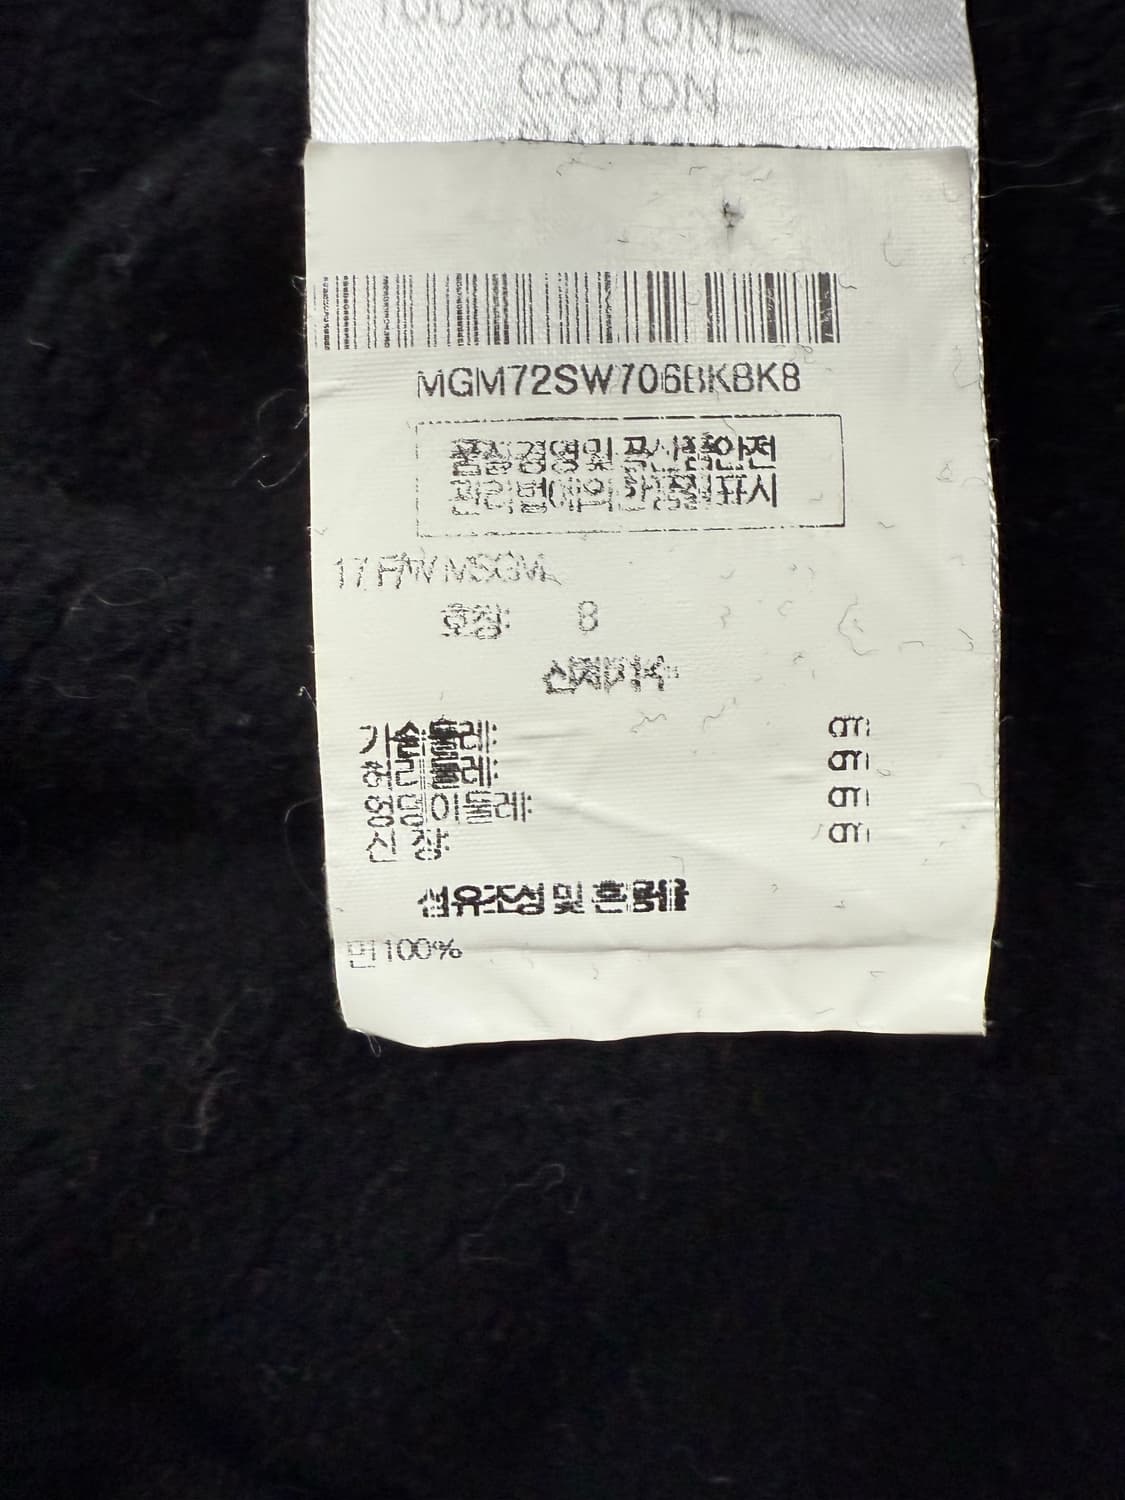 100%COTONE
COTON
MGM72SW706BKBK8
품질경영및공산품안전
관리법에의한품질표시
17 F/W MSGM
호칭: 8
신체치수
가슴둘레: cm
허리둘레: cm
엉덩이둘레: cm
신 장: cm
섬유조성 및 혼용율
면100%